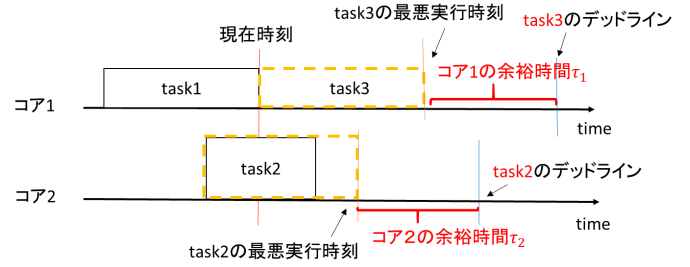 task3の最悪実行時刻
task3のデッドライン
現在時刻
コア1の余裕時間τ1
task1
task3
コア1
time
task2
task2のデッドライン
コア2
time
コア２の余裕時間τ2
task2の最悪実行時刻